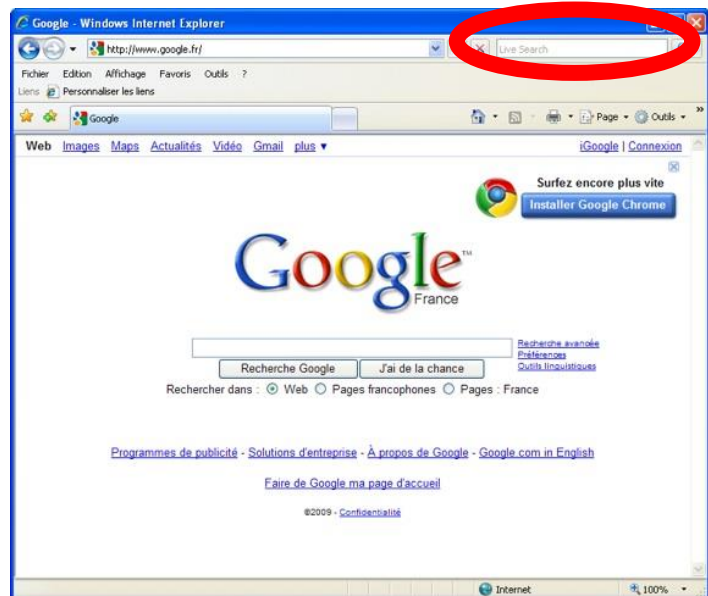 Google - Windows Internet Explorer
http://www.google.fr/
Live Search
Fichier Edition Affichage Favoris Outils ?
Liens Personnaliser les liens
Google
Page Outils »
Web Images Maps Actualités Vidéo Gmail plus ▼
iGoogle | Connexion
Surfez encore plus vite
Installer Google Chrome
Google™
France
Recherche avancée
Préférences
Outils linguistiques
Recherche Google J'ai de la chance
Rechercher dans : Web Pages francophones Pages : France
Programmes de publicité - Solutions d'entreprise - À propos de Google - Google.com in English
Faire de Google ma page d'accueil
©2009 - Confidentialité
Internet 100%